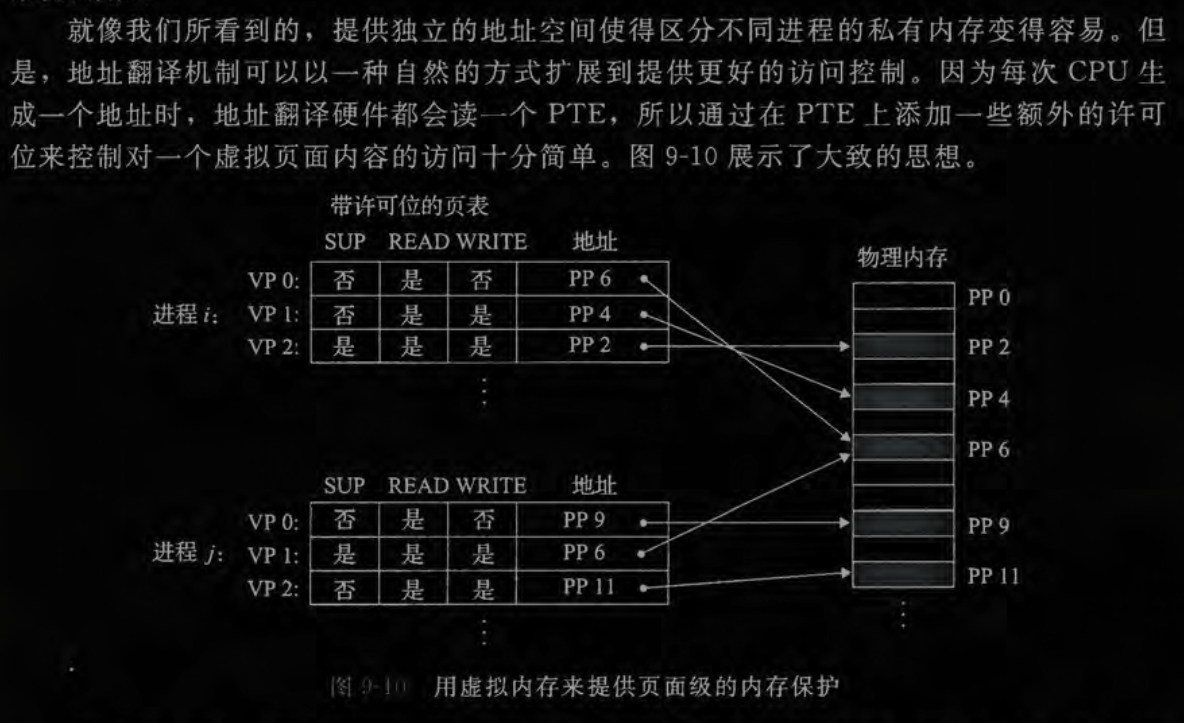 就像我们所看到的，提供独立的地址空间使得区分不同进程的私有内存变得容易。但
是，地址翻译机制可以以一种自然的方式扩展到提供更好的访问控制。因为每次 CPU 生
成一个地址时，地址翻译硬件都会读一个 PTE，所以通过在 PTE 上添加一些额外的许可
位来控制对一个虚拟页面内容的访问十分简单。图 9-10 展示了大致的思想。
带许可位的页表
SUP READ WRITE 地址
VP 0: 否 是 否 PP 6
进程 i: VP 1: 否 是 是 PP 4
VP 2: 是 是 是 PP 2
⋮
物理内存
PP 0
PP 2
PP 4
PP 6
PP 9
PP 11
⋮
SUP READ WRITE 地址
VP 0: 否 是 否 PP 9
进程 j: VP 1: 是 是 是 PP 6
VP 2: 否 是 是 PP 11
⋮
图 9-10 用虚拟内存来提供页面级的内存保护